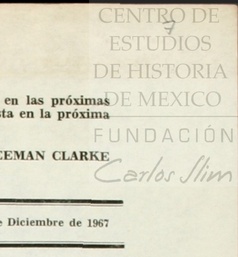 CENTRO DE
ESTUDIOS
DE HISTORIA
DE MEXICO
FUNDACIÓN
Carlos Slim
en las próximas
sta en la próxima
EEMAN CLARKE
e Diciembre de 1967